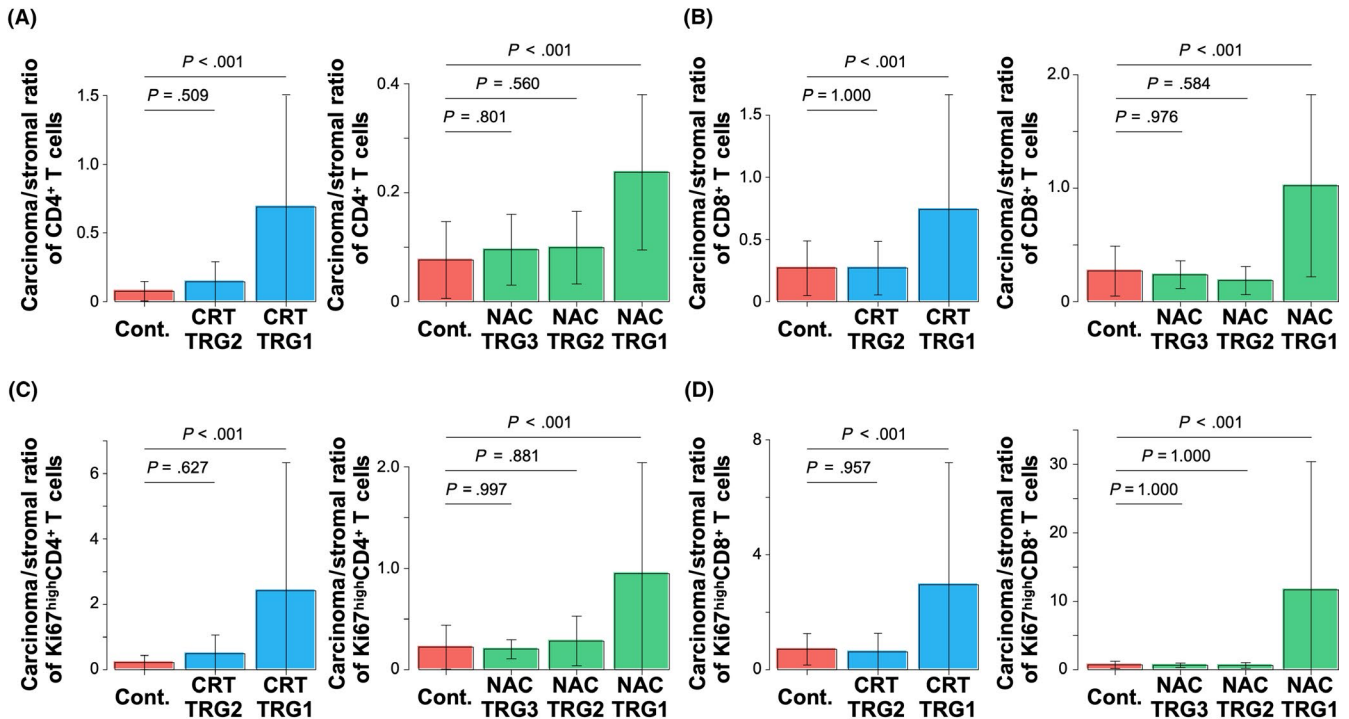 (A)
Carcinoma/stromal ratio
of CD4⁺ T cells
P < .001
P = .509
1.5
1.0
0.5
0
Cont.
CRT
TRG2
CRT
TRG1
Carcinoma/stromal ratio
of CD4⁺ T cells
P < .001
P = .560
P = .801
0.4
0.2
0
Cont.
NAC
TRG3
NAC
TRG2
NAC
TRG1
(B)
Carcinoma/stromal ratio
of CD8⁺ T cells
P < .001
P = 1.000
1.5
1.0
0.5
0
Cont.
CRT
TRG2
CRT
TRG1
Carcinoma/stromal ratio
of CD8⁺ T cells
P < .001
P = .584
P = .976
2.0
1.0
0
Cont.
NAC
TRG3
NAC
TRG2
NAC
TRG1
(C)
Carcinoma/stromal ratio
of Ki67ʰⁱᵍʰCD4⁺ T cells
P < .001
P = .627
6
4
2
0
Cont.
CRT
TRG2
CRT
TRG1
Carcinoma/stromal ratio
of Ki67ʰⁱᵍʰCD4⁺ T cells
P < .001
P = .881
P = .997
2.0
1.0
0
Cont.
NAC
TRG3
NAC
TRG2
NAC
TRG1
(D)
Carcinoma/stromal ratio
of Ki67ʰⁱᵍʰCD8⁺ T cells
P < .001
P = .957
8
4
0
Cont.
CRT
TRG2
CRT
TRG1
Carcinoma/stromal ratio
of Ki67ʰⁱᵍʰCD8⁺ T cells
P < .001
P = 1.000
P = 1.000
30
20
10
0
Cont.
NAC
TRG3
NAC
TRG2
NAC
TRG1